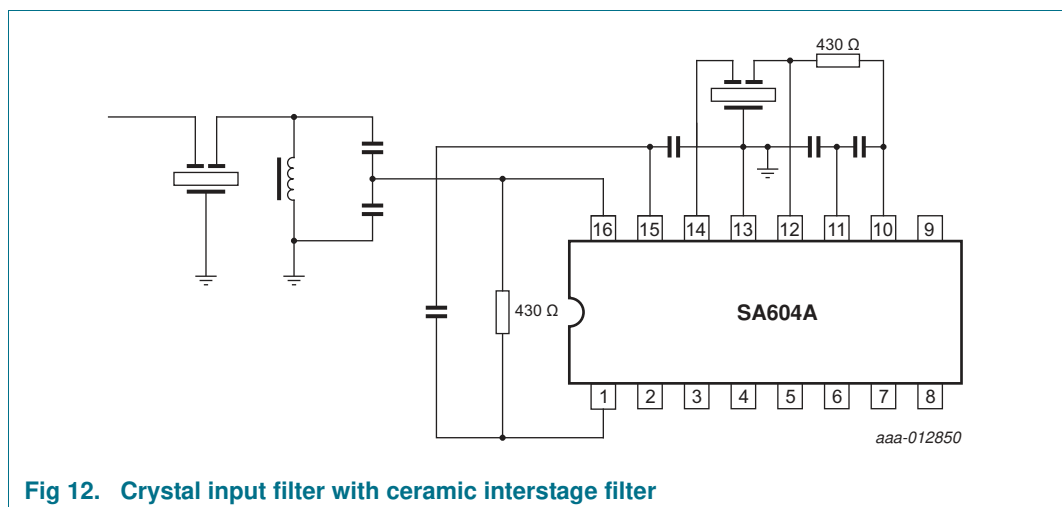 430 Ω
16 15 14 13 12 11 10 9
430 Ω
SA604A
1 2 3 4 5 6 7 8
aaa-012850
Fig 12. Crystal input filter with ceramic interstage filter